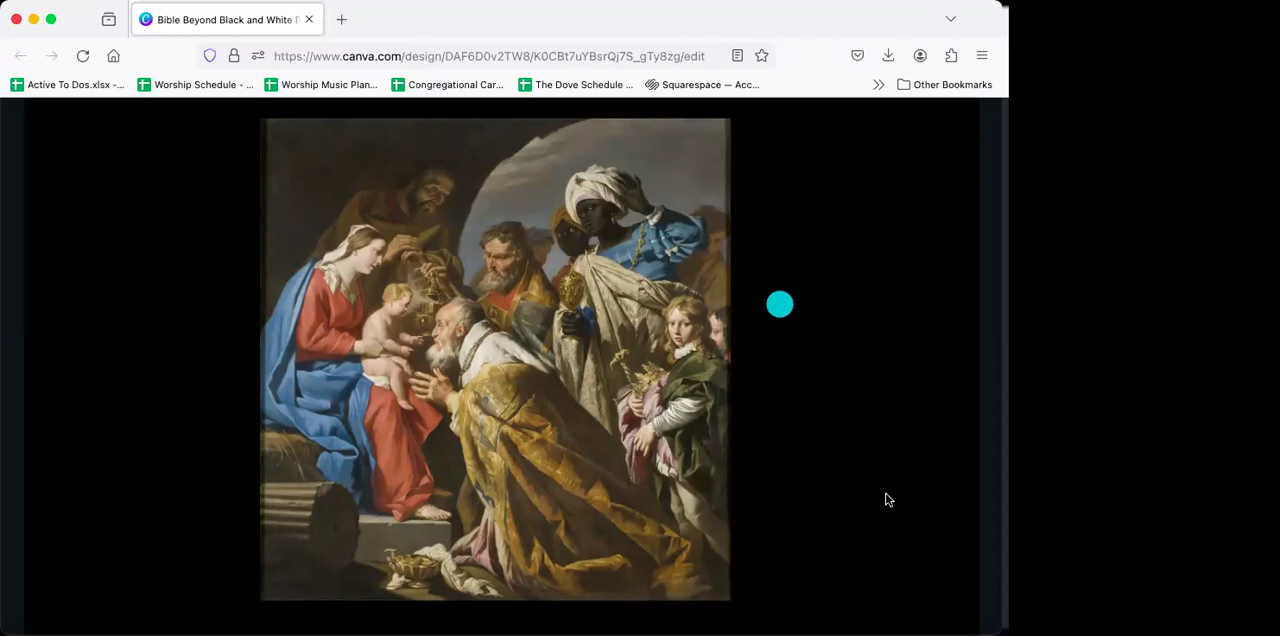 Bible Beyond Black and White P
https://www.canva.com/design/DAF6D0v2TW8/K0CBt7uYBsrQj7S_gTy8zg/edit
Active To Dos.xlsx -... Worship Schedule - ... Worship Music Plan... Congregational Car... The Dove Schedule ... Squarespace — Acc... Other Bookmarks